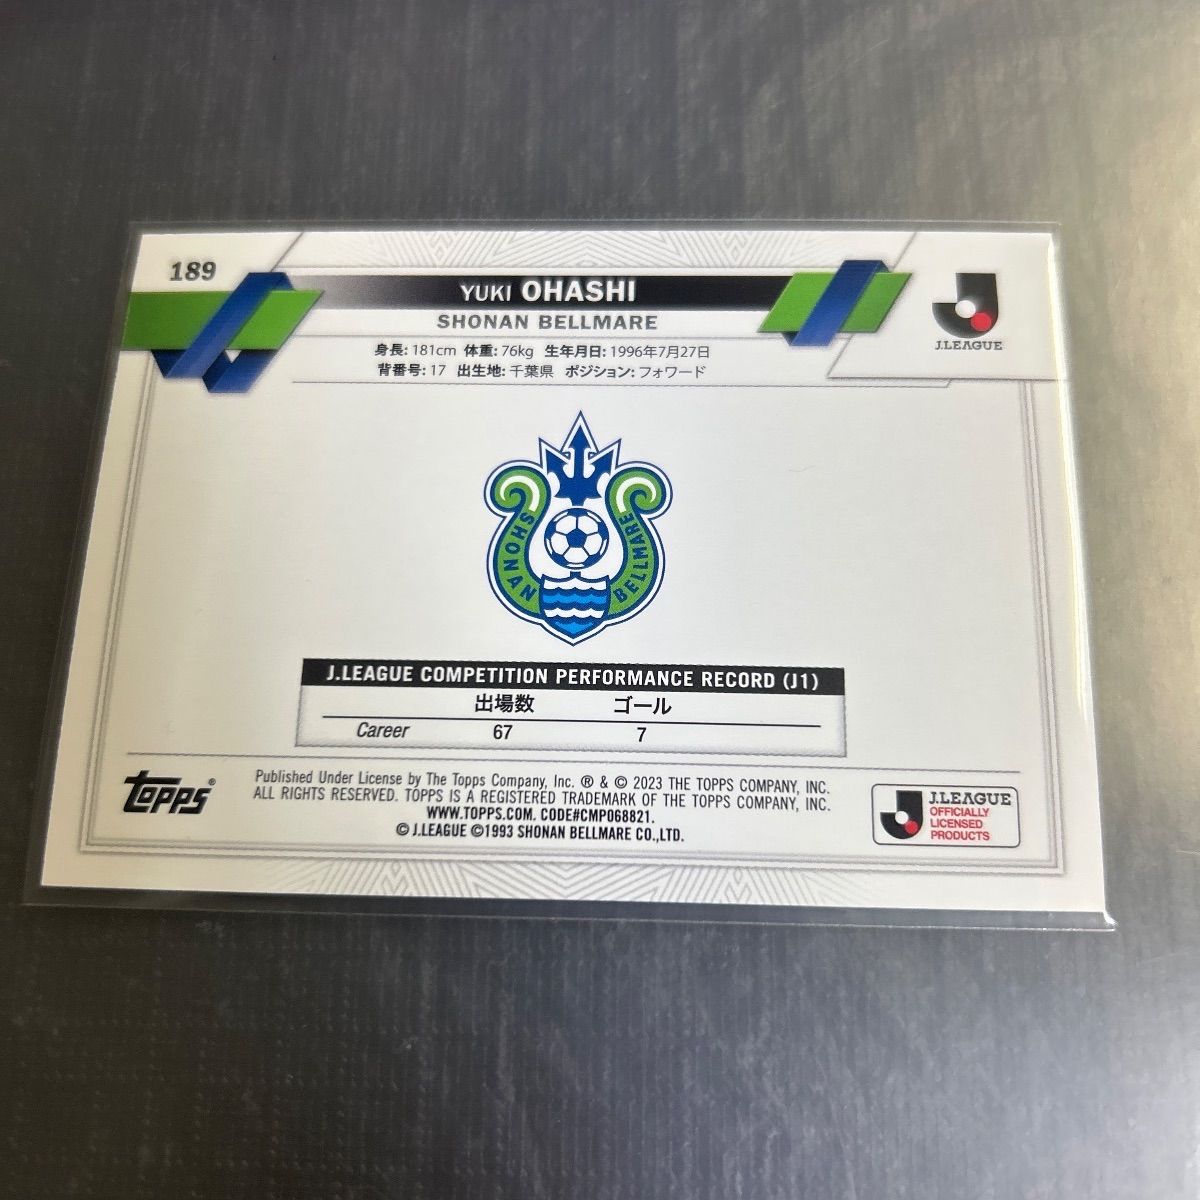 189
YUKI OHASHI
SHONAN BELLMARE
身長: 181cm 体重: 76kg 生年月日: 1996年7月27日
背番号: 17 出生地: 千葉県 ポジション: フォワード
J.LEAGUE
SHONAN BELLMARE
J.LEAGUE COMPETITION PERFORMANCE RECORD (J1)
出場数 ゴール
Career 67 7
TOPPS®
Published Under License by The Topps Company, Inc. ® & © 2023 THE TOPPS COMPANY, INC.
ALL RIGHTS RESERVED. TOPPS IS A REGISTERED TRADEMARK OF THE TOPPS COMPANY, INC.
WWW.TOPPS.COM. CODE#CMP068821.
© J.LEAGUE ©1993 SHONAN BELLMARE CO.,LTD.
J.LEAGUE
OFFICIALLY
LICENSED
PRODUCTS